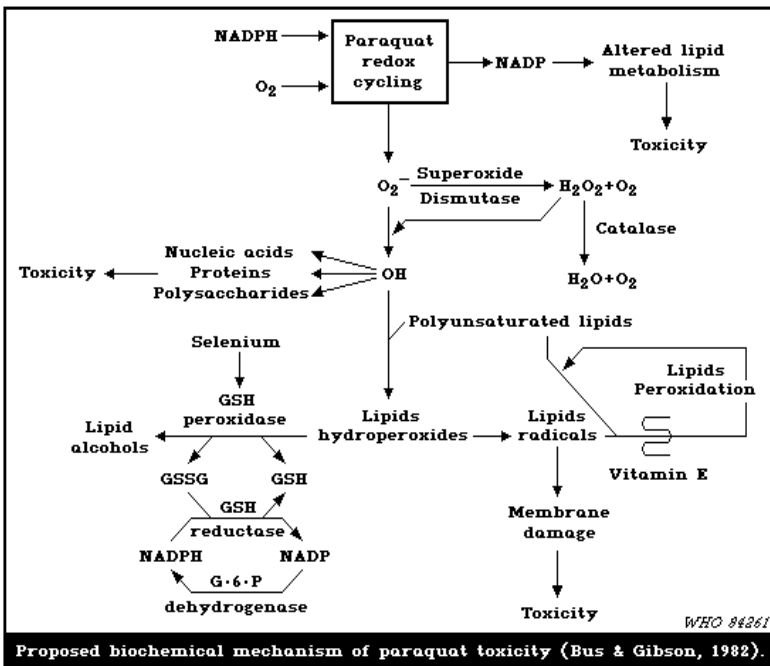 NADPH
Paraquat
redox
cycling
O2
NADP
Altered lipid
metabolism
Toxicity
O2−
Superoxide
Dismutase
H2O2+O2
Catalase
H2O+O2
Nucleic acids
Toxicity
Proteins
OH
Polysaccharides
Polyunsaturated lipids
Selenium
Lipids
Peroxidation
GSH
peroxidase
Lipid
alcohols
Lipids
hydroperoxides
Lipids
radicals
Vitamin E
GSSG
GSH
GSH
reductase
Membrane
damage
NADPH
NADP
G·6·P
dehydrogenase
Toxicity
WHO 84261
Proposed biochemical mechanism of paraquat toxicity (Bus & Gibson, 1982).